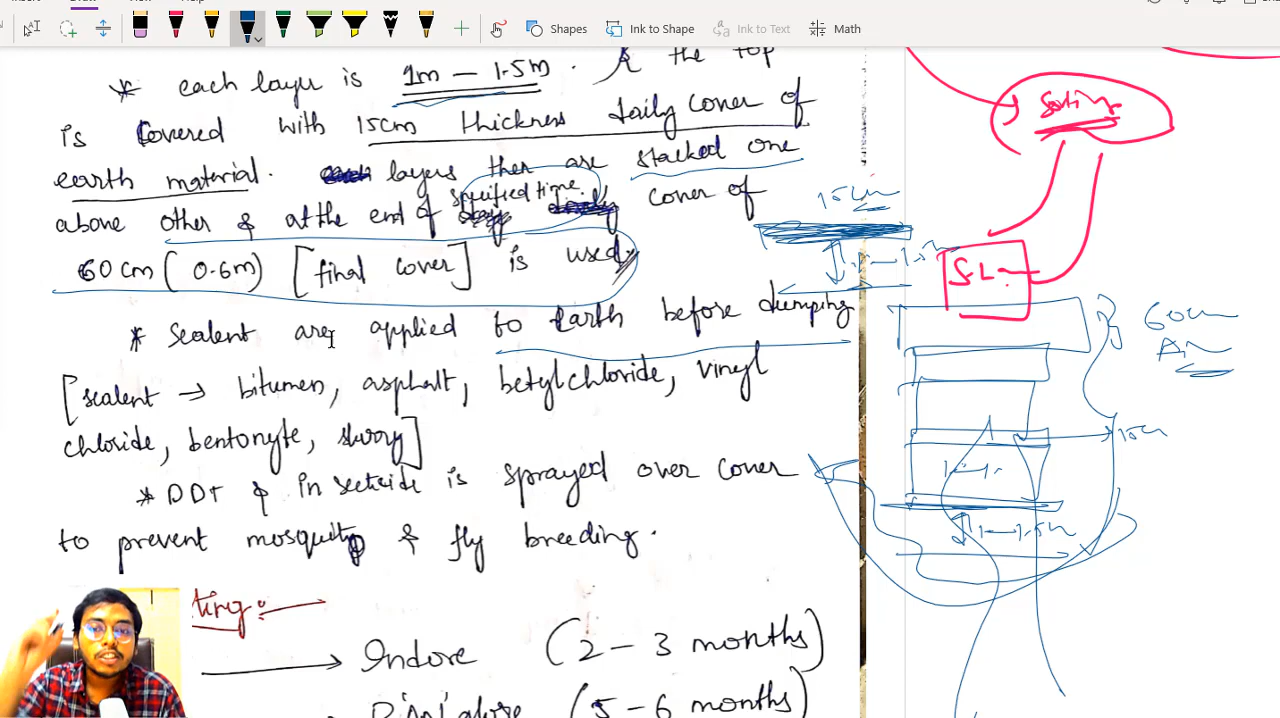 Draw
Shapes
Ink to Shape
Ink to Text
Math
* each layer is 1m — 1.5m. & the top
is covered with 15cm thickness daily cover of
earth material. layers then are stacked one
above other & at the end of specified time cover of
60 cm (0.6m) [final cover] is used
* Sealent are applied to Earth before dumping
[sealent → bitumen, asphalt, betylchloride, vinyl
chloride, bentonyte, slurry]
* DDT & insecticide is sprayed over cover
to prevent mosquito & fly breeding.
ting:
Indore (2 — 3 months)
(5 — 6 months)
Sorting
15cm
S.L.
60cm
15cm
1—1.5m